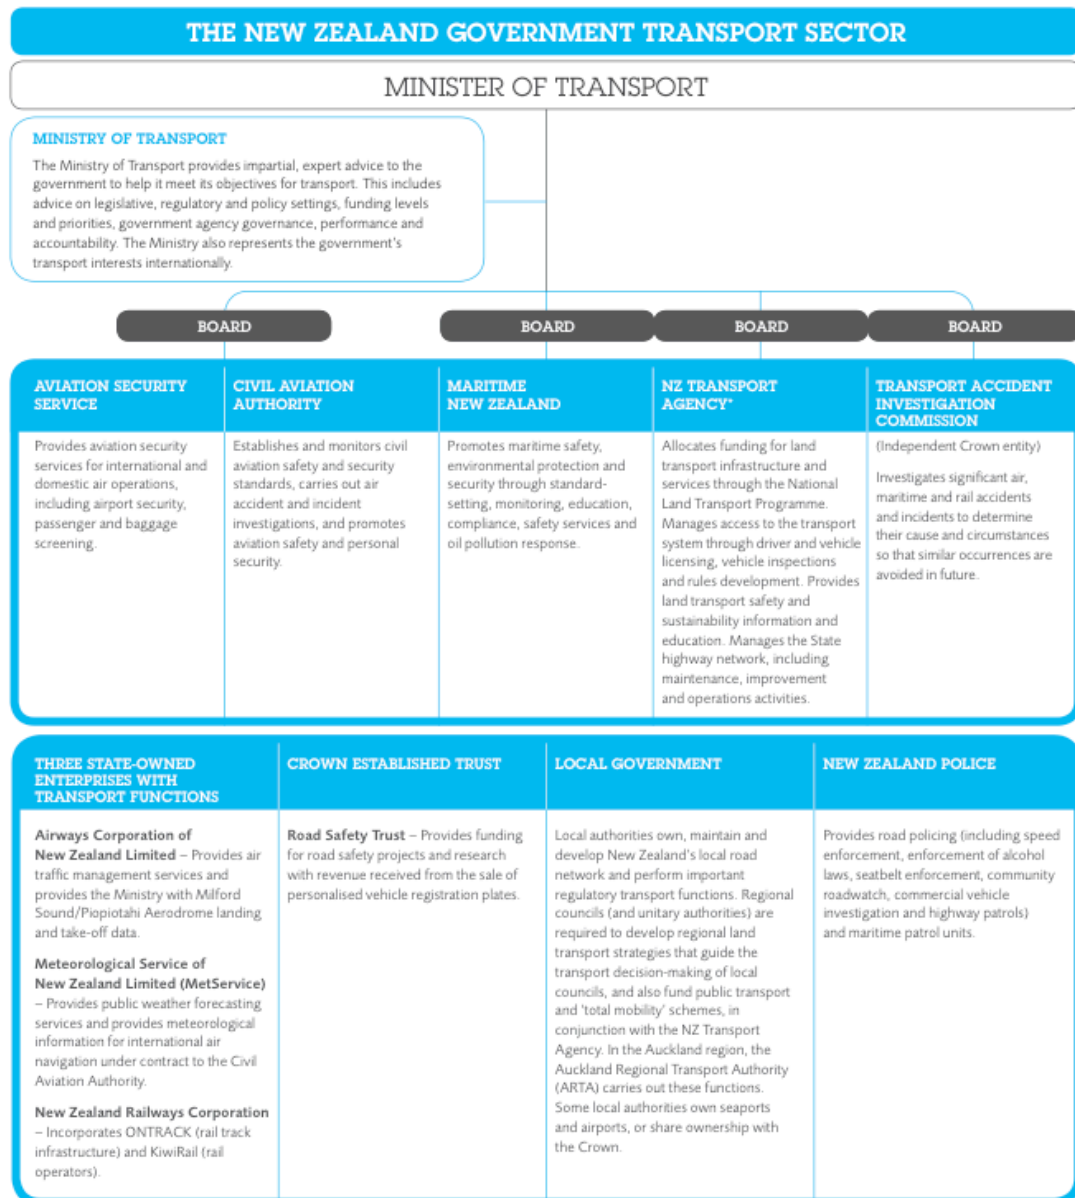 THE NEW ZEALAND GOVERNMENT TRANSPORT SECTOR
MINISTER OF TRANSPORT
MINISTRY OF TRANSPORT
The Ministry of Transport provides impartial, expert advice to the
government to help it meet its objectives for transport. This includes
advice on legislative, regulatory and policy settings, funding levels
and priorities, government agency governance, performance and
accountability. The Ministry also represents the government's
transport interests internationally.
BOARD
BOARD
BOARD
BOARD
AVIATION SECURITY
SERVICE
Provides aviation security
services for international and
domestic air operations,
including airport security,
passenger and baggage
screening.
CIVIL AVIATION
AUTHORITY
Establishes and monitors civil
aviation safety and security
standards, carries out air
accident and incident
investigations, and promotes
aviation safety and personal
security.
MARITIME
NEW ZEALAND
Promotes maritime safety,
environmental protection and
security through standard-
setting, monitoring, education,
compliance, safety services and
oil pollution response.
NZ TRANSPORT
AGENCY*
Allocates funding for land
transport infrastructure and
services through the National
Land Transport Programme.
Manages access to the transport
system through driver and vehicle
licensing, vehicle inspections
and rules development. Provides
land transport safety and
sustainability information and
education. Manages the State
highway network, including
maintenance, improvement
and operations activities.
TRANSPORT ACCIDENT
INVESTIGATION
COMMISSION
(Independent Crown entity)
Investigates significant air,
maritime and rail accidents
and incidents to determine
their cause and circumstances
so that similar occurrences are
avoided in future.
THREE STATE-OWNED
ENTERPRISES WITH
TRANSPORT FUNCTIONS
Airways Corporation of
New Zealand Limited – Provides air
traffic management services and
provides the Ministry with Milford
Sound/Piopiotahi Aerodrome landing
and take-off data.
Meteorological Service of
New Zealand Limited (MetService)
– Provides public weather forecasting
services and provides meteorological
information for international air
navigation under contract to the Civil
Aviation Authority.
New Zealand Railways Corporation
– Incorporates ONTRACK (rail track
infrastructure) and KiwiRail (rail
operators).
CROWN ESTABLISHED TRUST
Road Safety Trust – Provides funding
for road safety projects and research
with revenue received from the sale of
personalised vehicle registration plates.
LOCAL GOVERNMENT
Local authorities own, maintain and
develop New Zealand's local road
network and perform important
regulatory transport functions. Regional
councils (and unitary authorities) are
required to develop regional land
transport strategies that guide the
transport decision-making of local
councils, and also fund public transport
and 'total mobility' schemes, in
conjunction with the NZ Transport
Agency. In the Auckland region, the
Auckland Regional Transport Authority
(ARTA) carries out these functions.
Some local authorities own seaports
and airports, or share ownership with
the Crown.
NEW ZEALAND POLICE
Provides road policing (including speed
enforcement, enforcement of alcohol
laws, seatbelt enforcement, community
roadwatch, commercial vehicle
investigation and highway patrols)
and maritime patrol units.